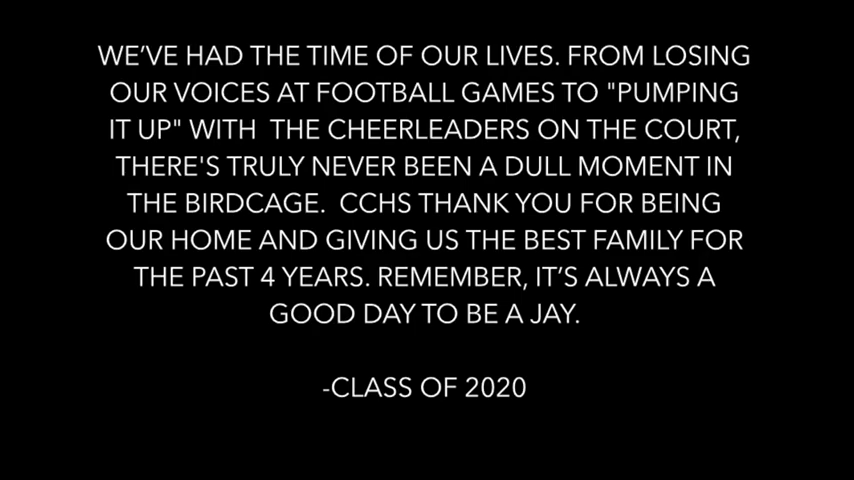 WE’VE HAD THE TIME OF OUR LIVES. FROM LOSING
OUR VOICES AT FOOTBALL GAMES TO "PUMPING
IT UP" WITH  THE CHEERLEADERS ON THE COURT,
THERE'S TRULY NEVER BEEN A DULL MOMENT IN
THE BIRDCAGE.  CCHS THANK YOU FOR BEING
OUR HOME AND GIVING US THE BEST FAMILY FOR
THE PAST 4 YEARS. REMEMBER, IT’S ALWAYS A
GOOD DAY TO BE A JAY.
-CLASS OF 2020